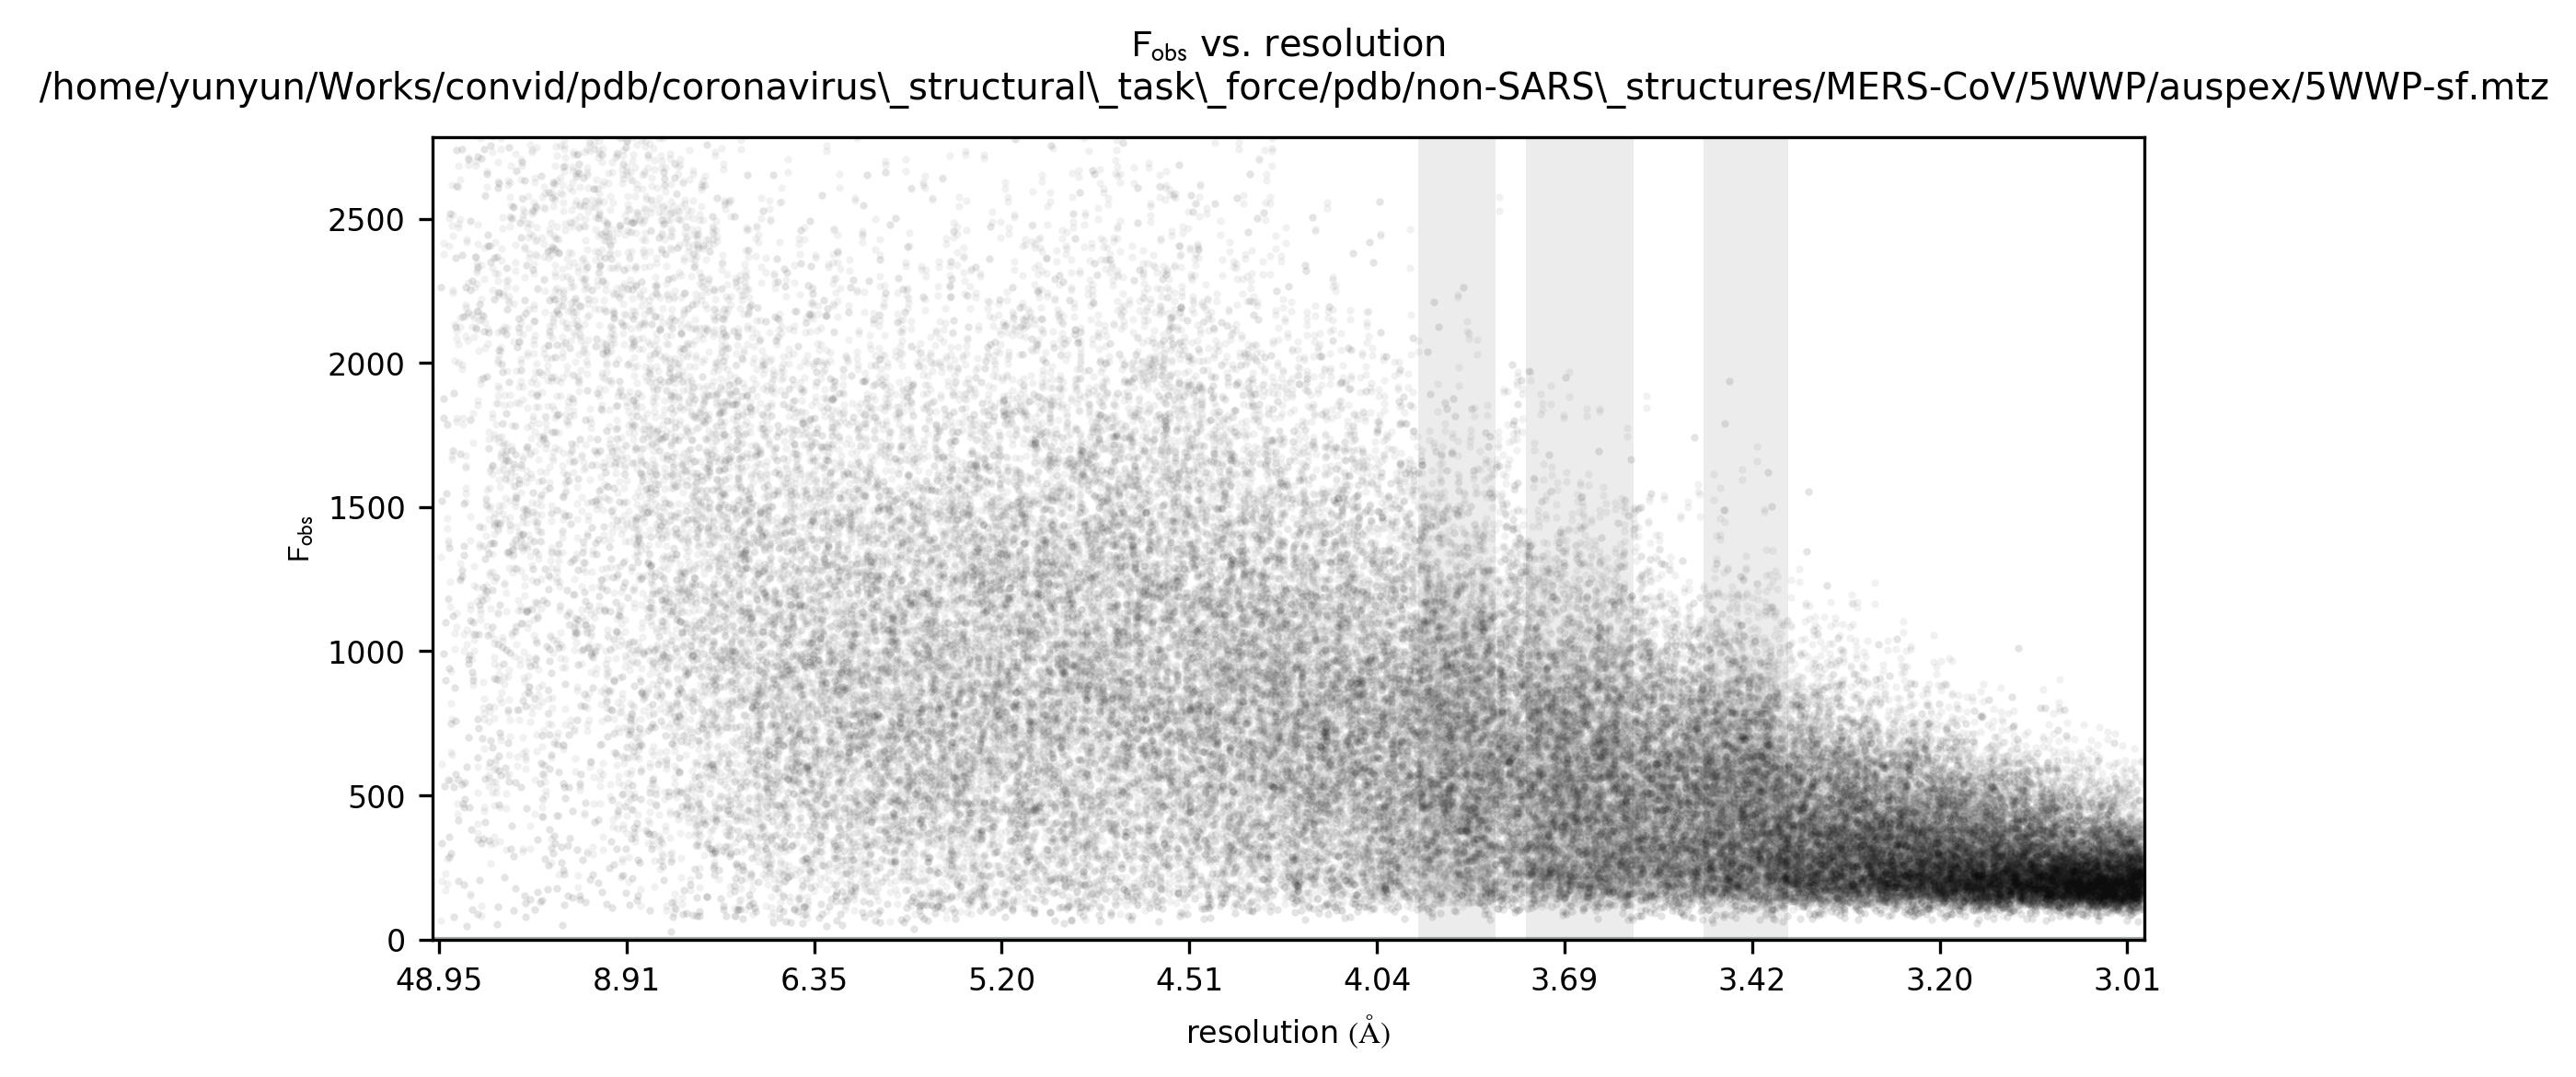 Fobs vs. resolution
/home/yunyun/Works/convid/pdb/coronavirus\_structural\_task\_force/pdb/non-SARS\_structures/MERS-CoV/5WWP/auspex/5WWP-sf.mtz
2500
2000
1500
1000
500
0
Fobs
48.95 8.91 6.35 5.20 4.51 4.04 3.69 3.42 3.20 3.01
resolution (Å)